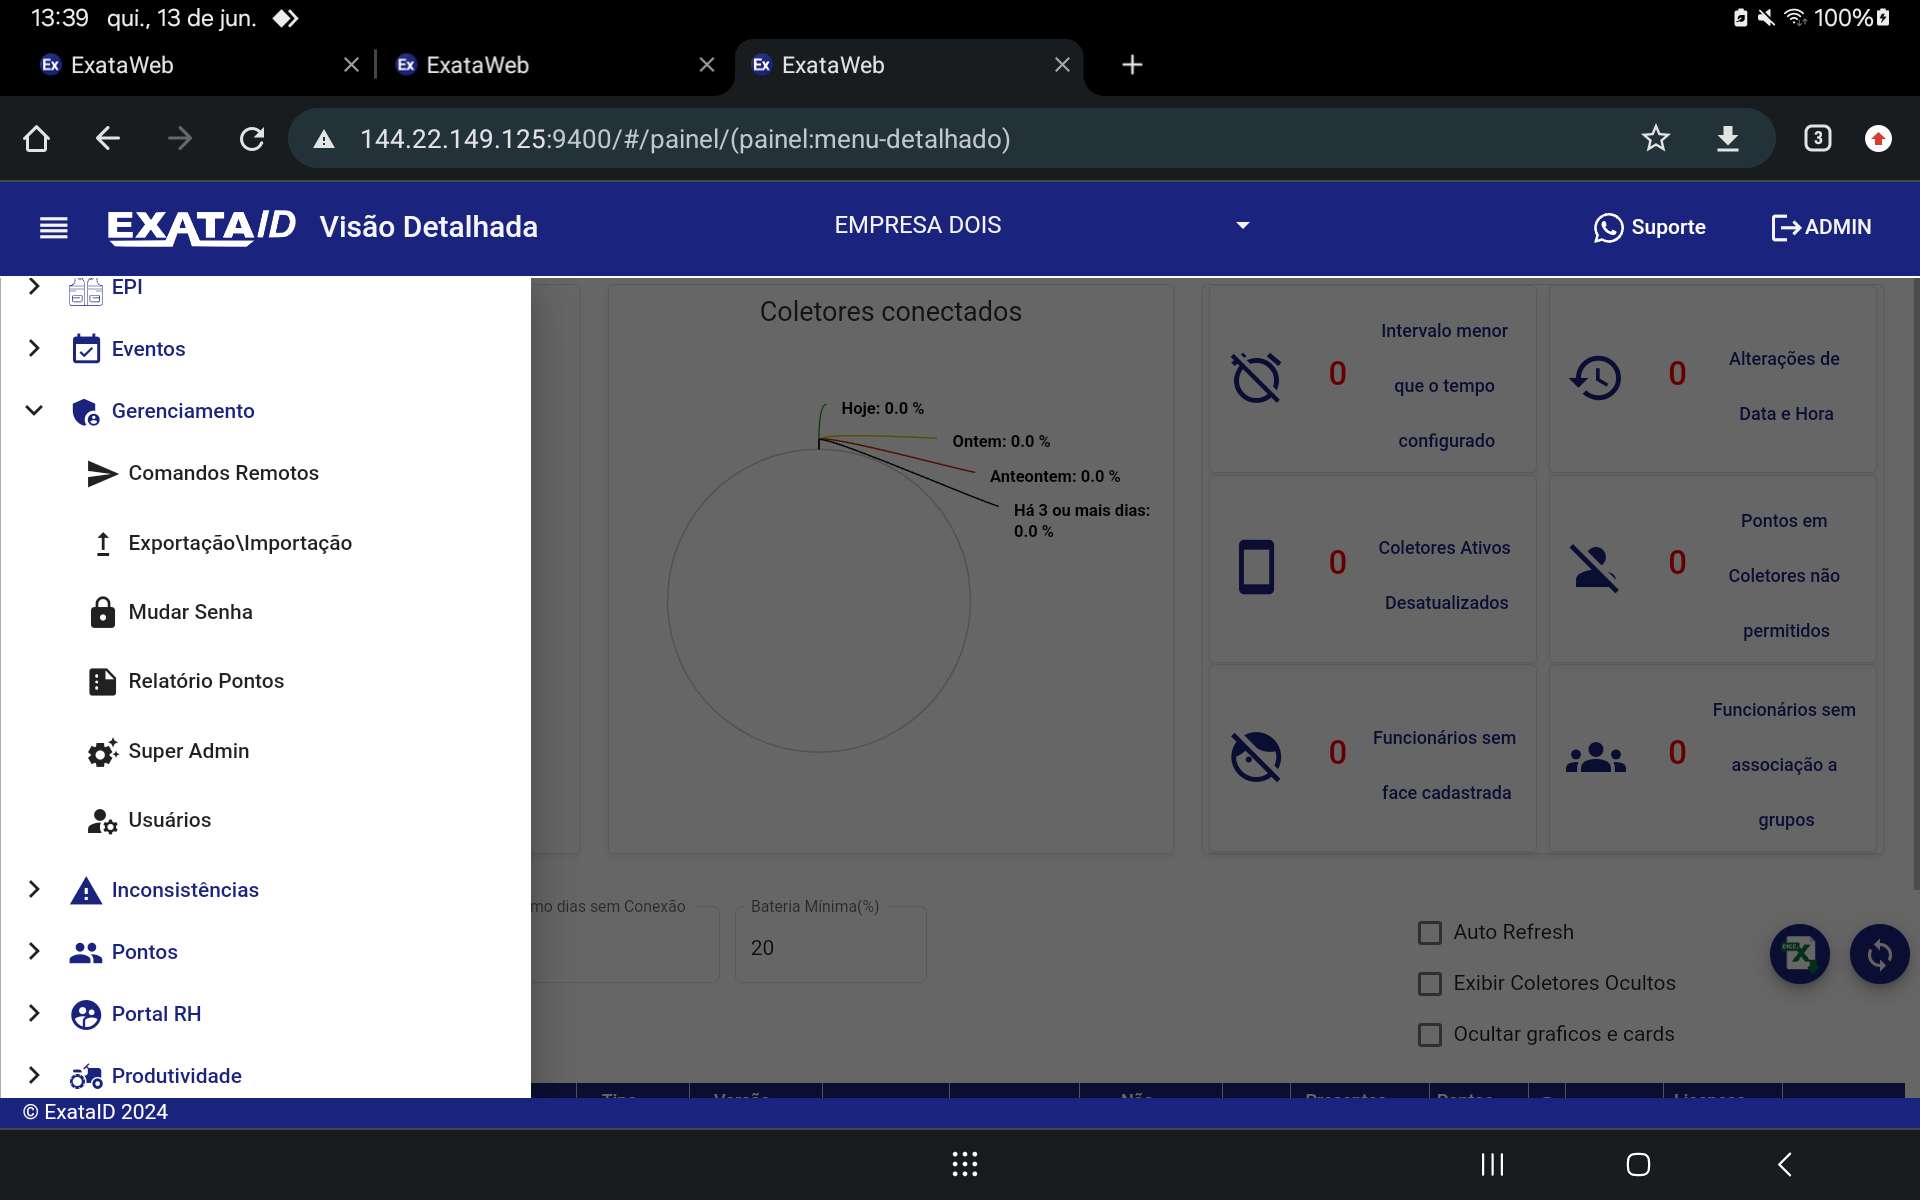 13:39 qui., 13 de jun.
100%
Ex ExataWeb
Ex ExataWeb
Ex ExataWeb
144.22.149.125:9400/#/painel/(painel:menu-detalhado)
3
EXATAID Visão Detalhada
EMPRESA DOIS
Suporte
ADMIN
EPI
Eventos
Gerenciamento
Comandos Remotos
Exportação\Importação
Mudar Senha
Relatório Pontos
Super Admin
Usuários
Inconsistências
Pontos
Portal RH
Produtividade
Coletores conectados
Hoje: 0.0 %
Ontem: 0.0 %
Anteontem: 0.0 %
Há 3 ou mais dias:
0.0 %
0
Intervalo menor
que o tempo
configurado
0
Alterações de
Data e Hora
0
Coletores Ativos
Desatualizados
0
Pontos em
Coletores não
permitidos
0
Funcionários sem
face cadastrada
0
Funcionários sem
associação a
grupos
mo dias sem Conexão
Bateria Mínima(%)
20
Auto Refresh
Exibir Coletores Ocultos
Ocultar graficos e cards
© ExataID 2024